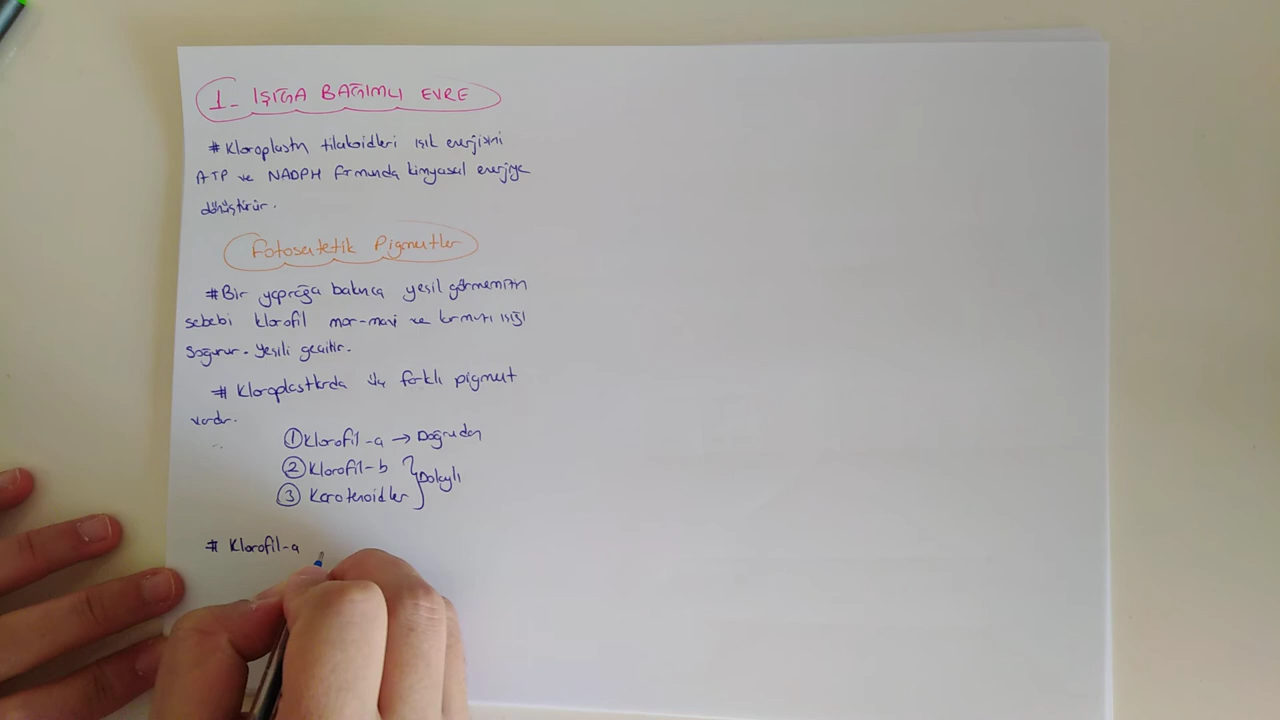 1- IŞIĞA BAĞIMLI EVRE
# Kloroplastın tilakoidleri ışık enerjisini
ATP ve NADPH formunda kimyasal enerjiye
dönüştürür.
Fotosentetik Pigmentler
# Bir yaprağa bakınca yeşil görmemizin
sebebi klorofil mor-mavi ve kırmızı ışığı
soğurur. Yeşili geçirir.
# Kloroplastlarda üç farklı pigment
vardır.
① Klorofil-a → Doğrudan
② Klorofil-b } Dolaylı
③ Karotenoidler
# Klorofil-a